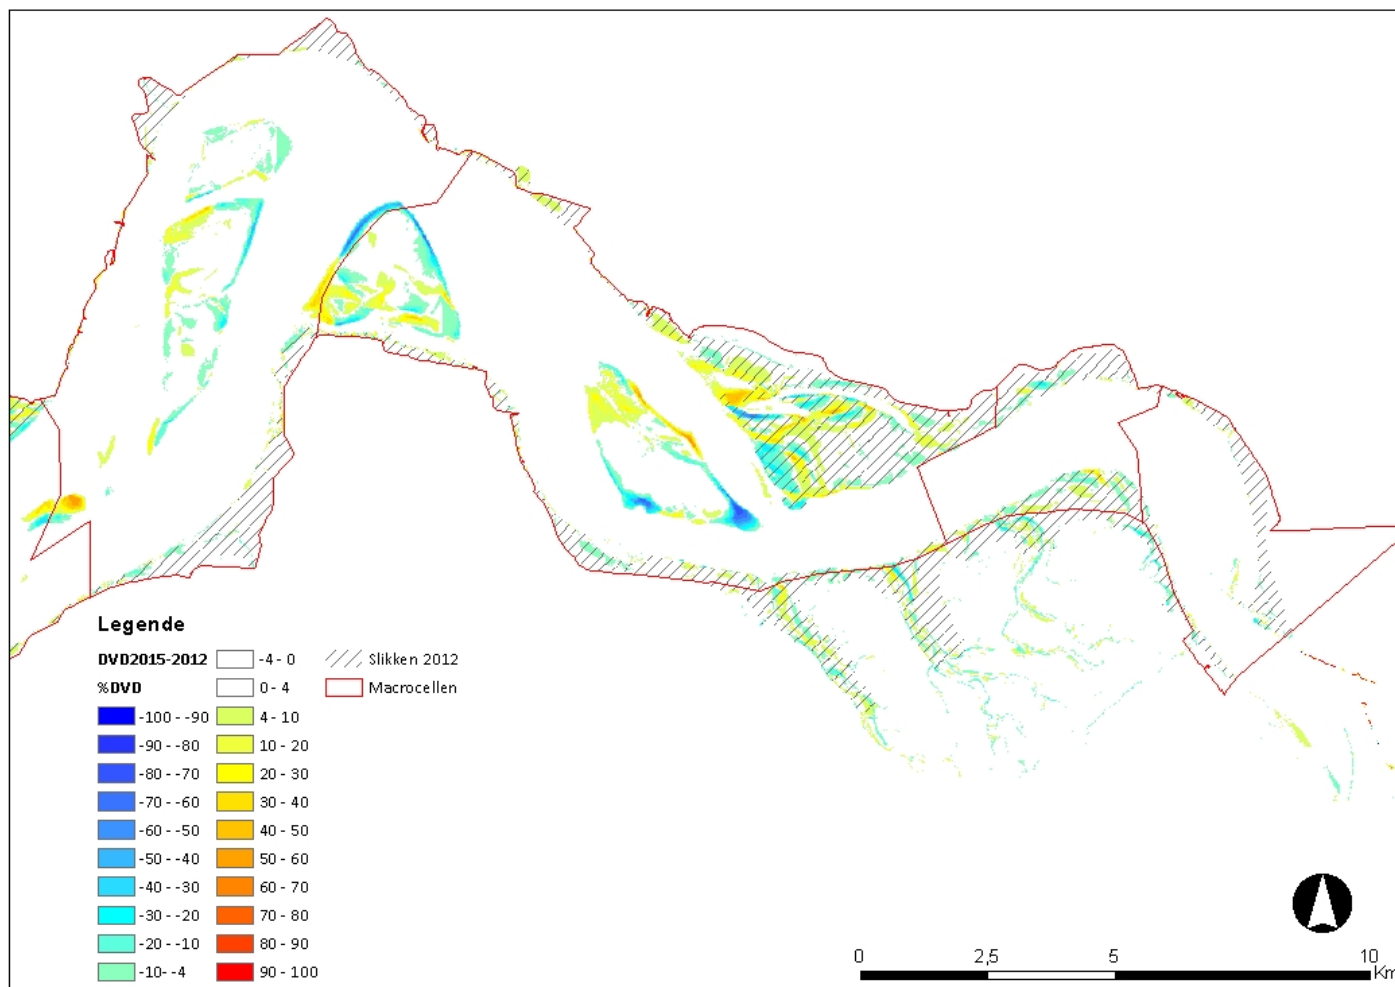 Legende
DVD2015-2012 -4 - 0 Slikken 2012
%DVD 0 - 4 Macrocellen
-100 - -90 4 - 10
-90 - -80 10 - 20
-80 - -70 20 - 30
-70 - -60 30 - 40
-60 - -50 40 - 50
-50 - -40 50 - 60
-40 - -30 60 - 70
-30 - -20 70 - 80
-20 - -10 80 - 90
-10 - -4 90 - 100
0 2,5 5 10
Km